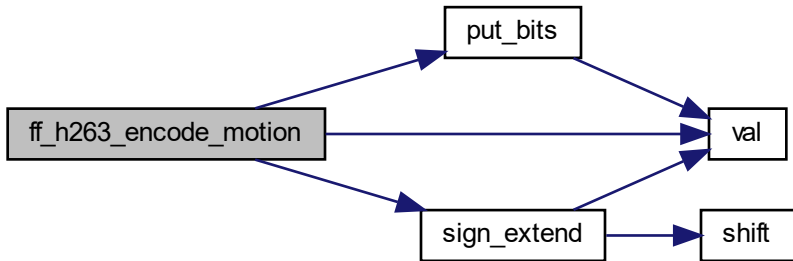 put_bits
ff_h263_encode_motion
val
sign_extend
shift